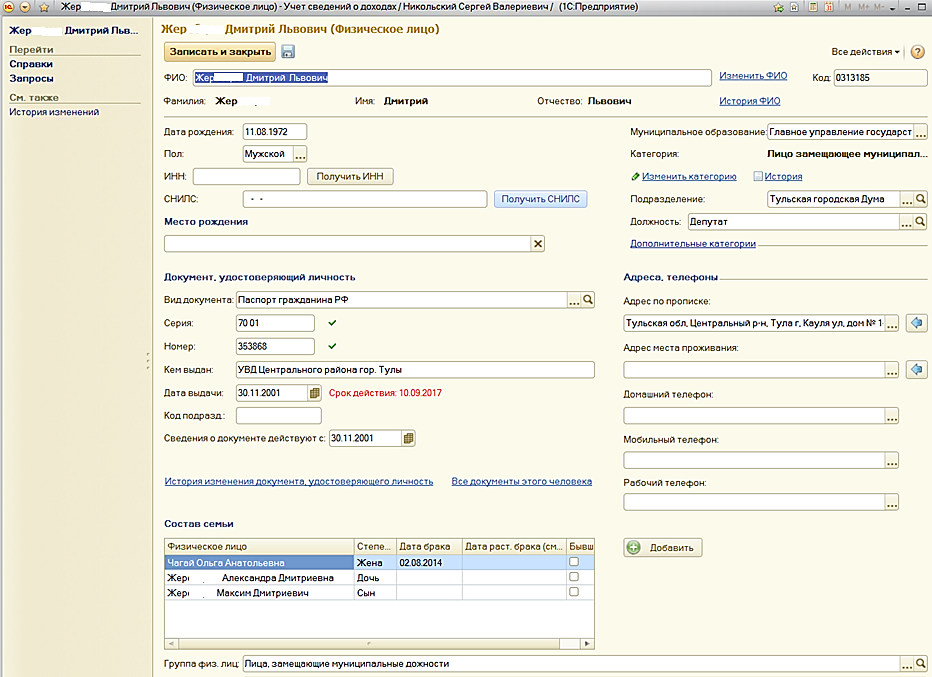 Жер Дмитрий Львович (Физическое лицо) - Учет сведений о доходах / Никольский Сергей Валериевич / (1С:Предприятие)
M M+ M-
Жер Дмитрий Льв...
Перейти
Справки
Запросы
См. также
История изменений
Жер Дмитрий Львович (Физическое лицо)
Записать и закрыть
Все действия
ФИО: Жер Дмитрий Львович Изменить ФИО Код: 0313185
Фамилия: Жер Имя: Дмитрий Отчество: Львович История ФИО
Дата рождения: 11.08.1972
Пол: Мужской ...
ИНН: Получить ИНН
СНИЛС: - - Получить СНИЛС
Место рождения
Муниципальное образование: Главное управление государст ...
Категория: Лицо замещающее муниципал...
Изменить категорию История
Подразделение: Тульская городская Дума ...
Должность: Депутат ...
Дополнительные категории
Документ, удостоверяющий личность
Вид документа: Паспорт гражданина РФ ...
Серия: 70 01
Номер: 353868
Кем выдан: УВД Центрального района гор. Тулы
Дата выдачи: 30.11.2001 Срок действия: 10.09.2017
Код подразд.:
Сведения о документе действуют с: 30.11.2001
История изменения документа, удостоверяющего личность Все документы этого человека
Адреса, телефоны
Адрес по прописке:
Тульская обл, Центральный р-н, Тула г, Кауля ул, дом № 1- ...
Адрес места проживания:
...
Домашний телефон:
...
Мобильный телефон:
...
Рабочий телефон:
...
Состав семьи
Физическое лицо Степе... Дата брака Дата раст. брака (см... Бывш
Чагай Ольга Анатольевна Жена 02.08.2014
Жер Александра Дмитриевна Дочь
Жер Максим Дмитриевич Сын
Добавить
Группа физ. лиц: Лица, замещающие муниципальные дожности ...